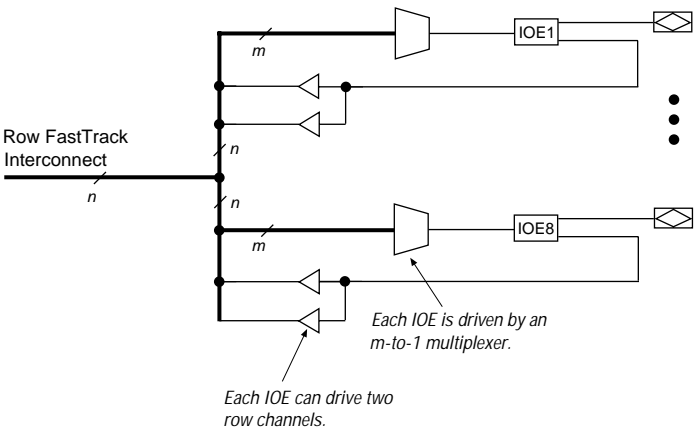 IOE1
m
Row FastTrack
Interconnect
n
n
n
m
IOE8
Each IOE is driven by an
m-to-1 multiplexer.
Each IOE can drive two
row channels.